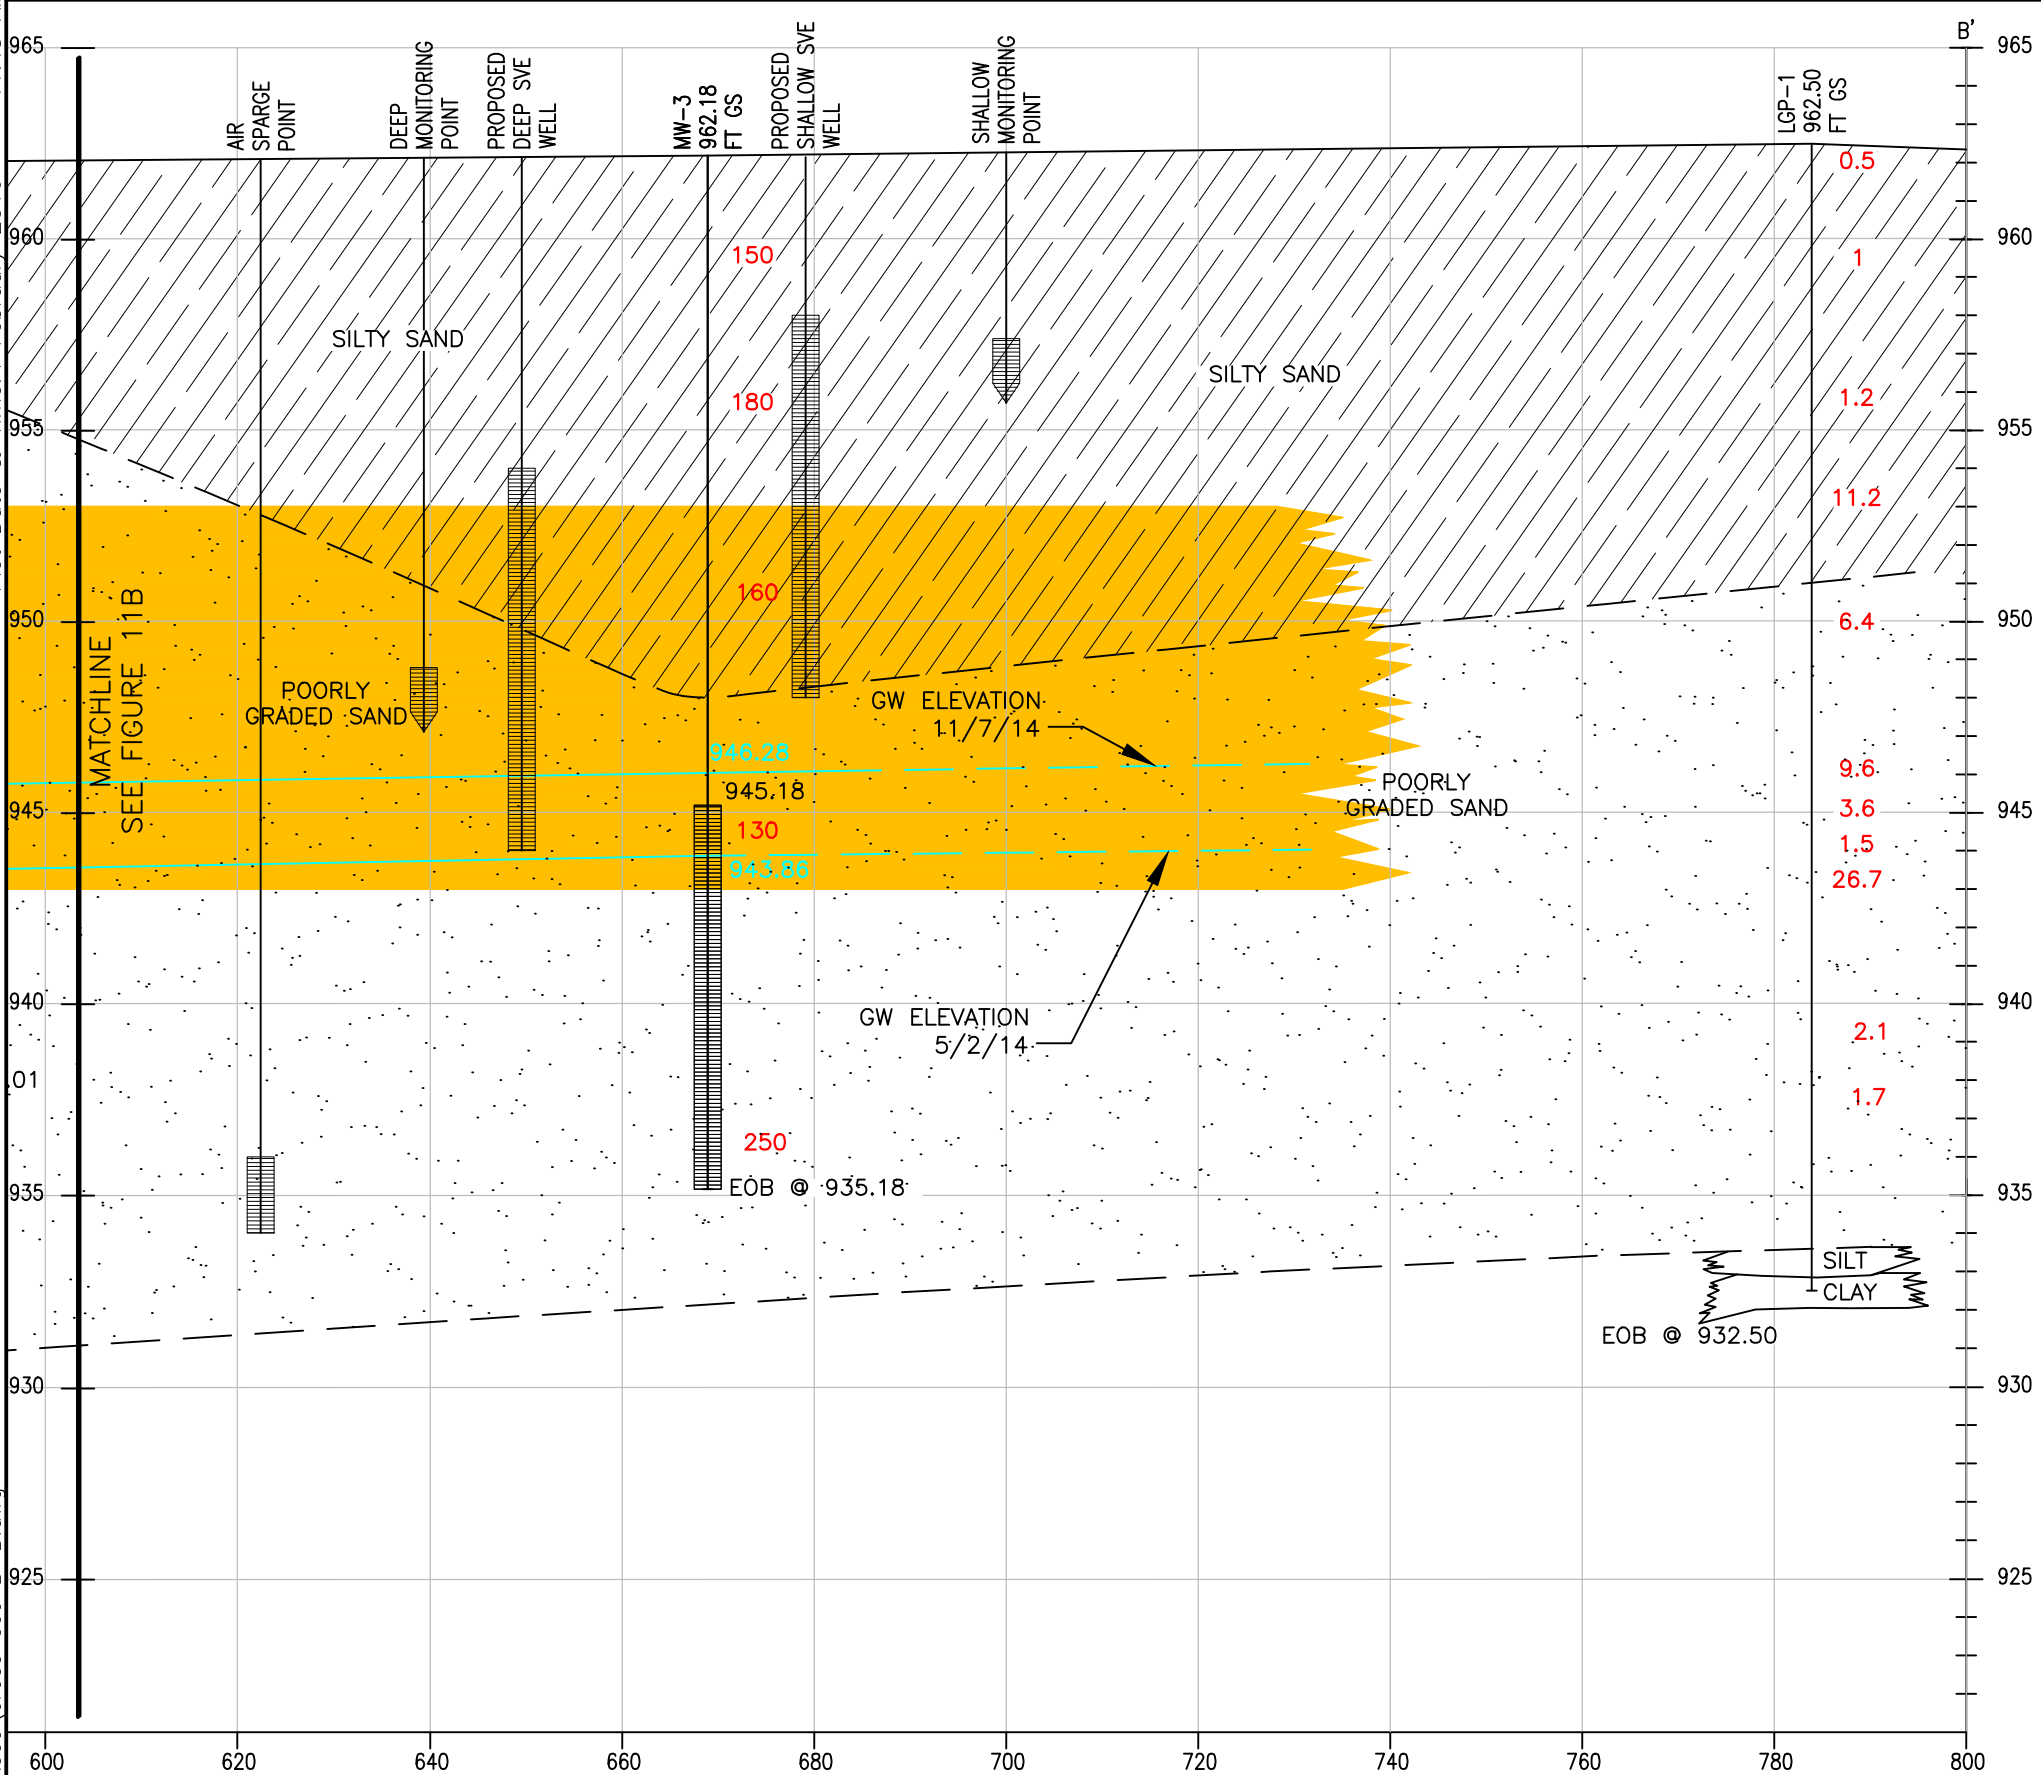 B'
965
965
AIR
SPARGE
POINT
DEEP
MONITORING
POINT
PROPOSED
DEEP SVE
WELL
MW-3
962.18
FT GS
PROPOSED
SHALLOW SVE
WELL
SHALLOW
MONITORING
POINT
LGP-1
962.50
FT GS
0.5
960
150
1
960
SILTY SAND
SILTY SAND
180
1.2
955
955
11.2
160
950
6.4
950
MATCHLINE
SEE FIGURE 11B
POORLY
GRADED SAND
GW ELEVATION
11/7/14
946.28
9.6
POORLY
GRADED SAND
945.18
945
3.6
945
130
1.5
943.86
26.7
940
940
GW ELEVATION
5/2/14
2.1
.01
1.7
250
935
EOB @ 935.18
935
SILT
CLAY
EOB @ 932.50
930
930
925
925
600
620
640
660
680
700
720
740
760
780
800